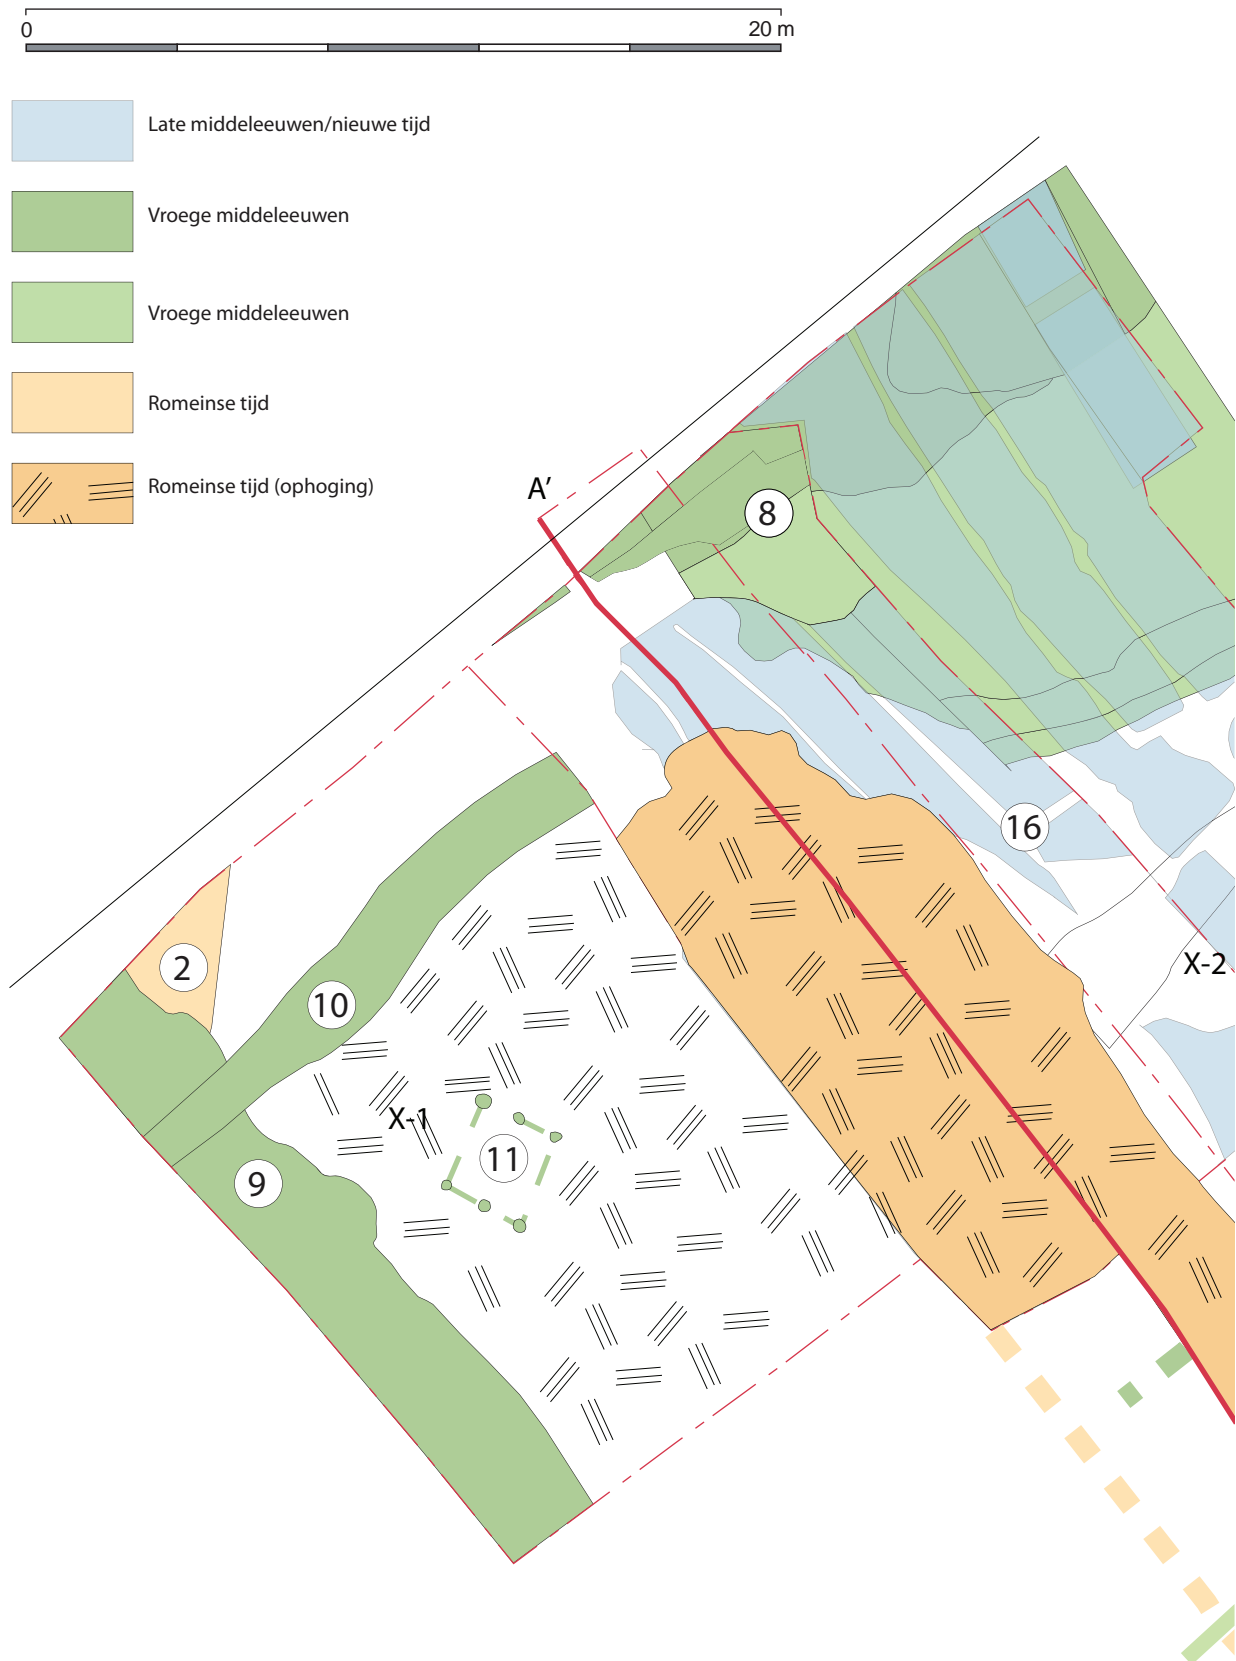 0 20 m
Late middeleeuwen/nieuwe tijd
Vroege middeleeuwen
Vroege middeleeuwen
Romeinse tijd
Romeinse tijd (ophoging)
A'
8
16
X-2
2
10
X-1
11
9